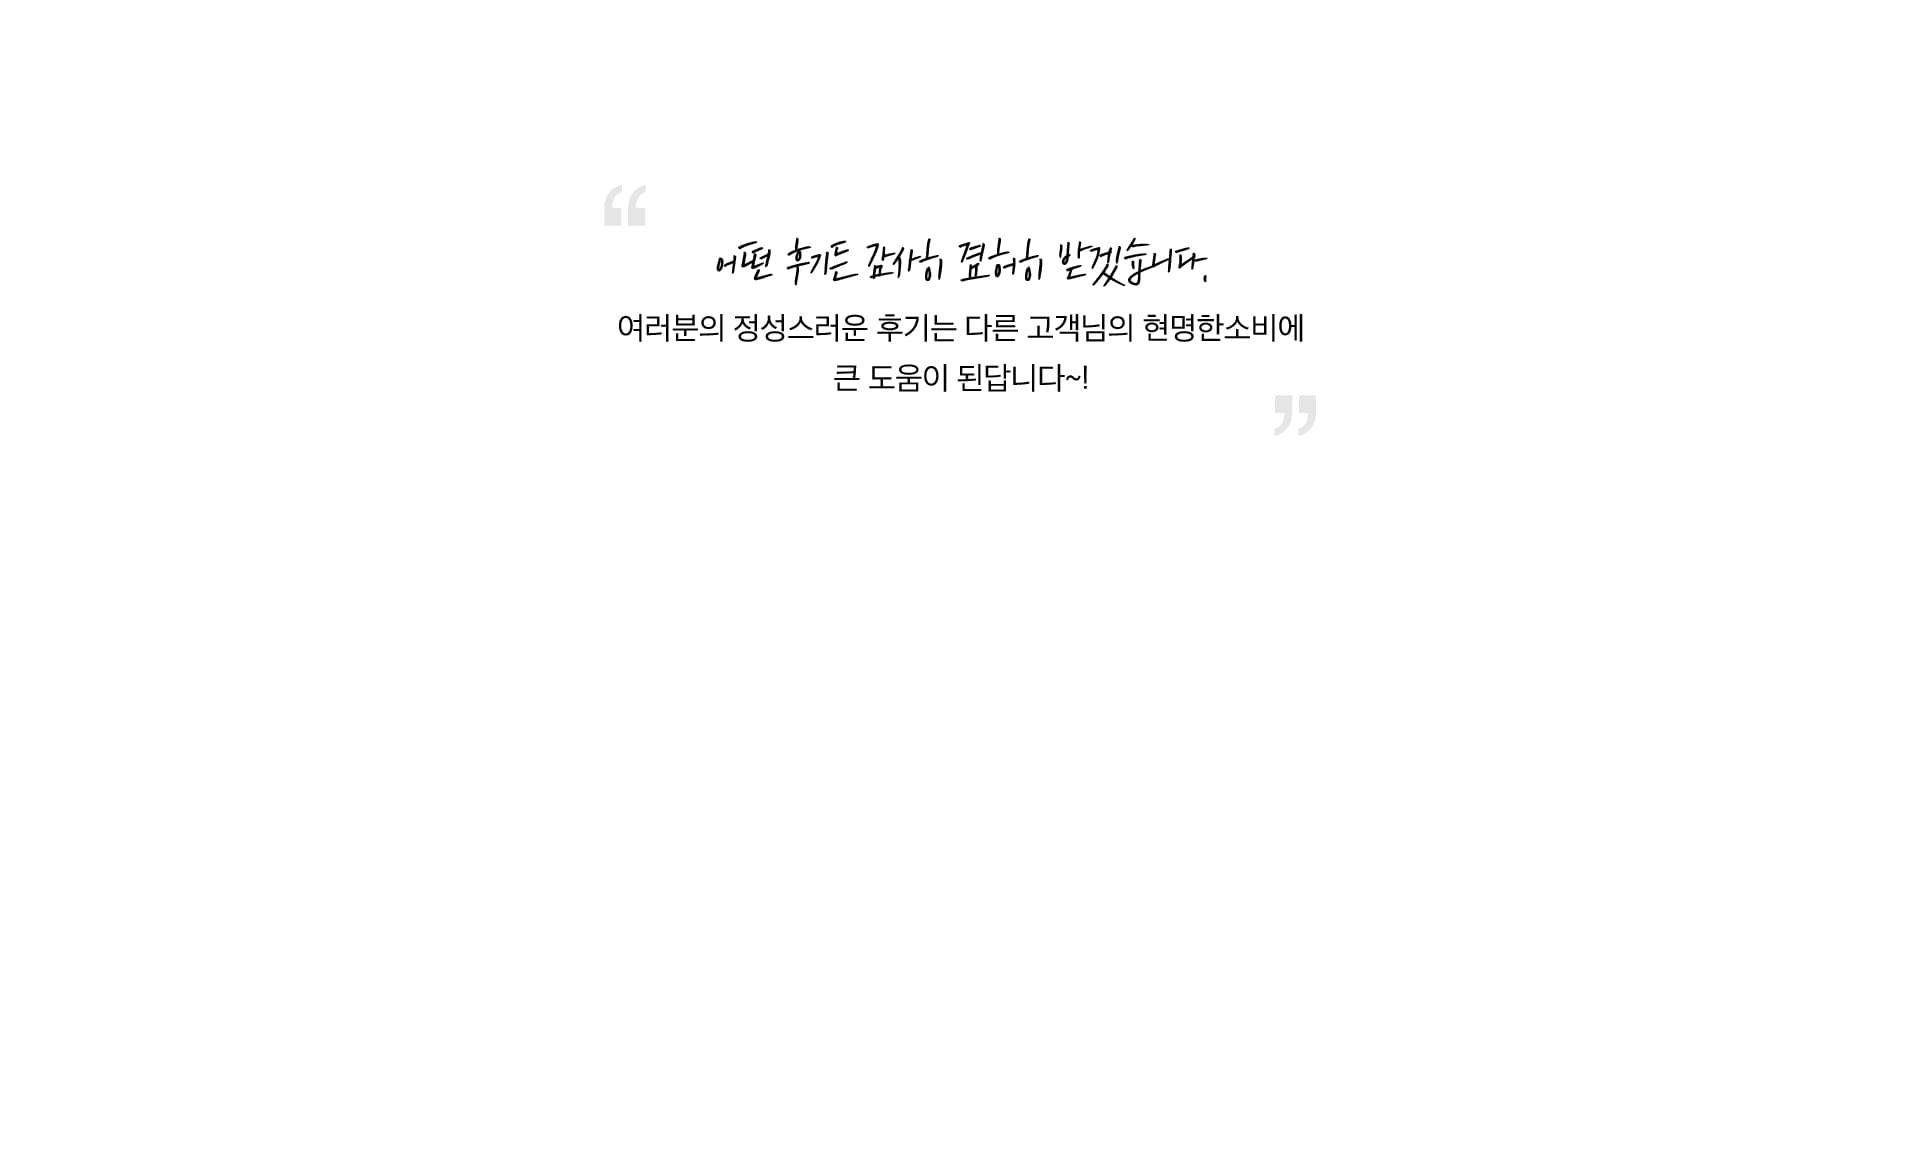 “
어떤 후기든 감사히 겸허히 받겠습니다.
여러분의 정성스러운 후기는 다른 고객님의 현명한소비에
큰 도움이 된답니다~!
”